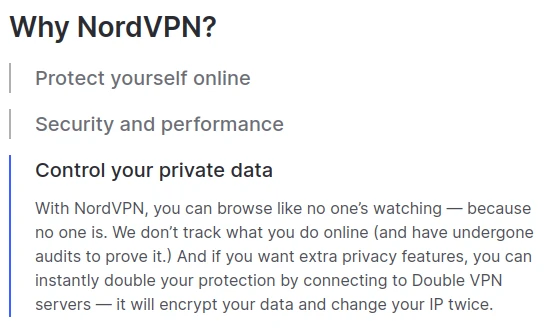 Why NordVPN?
Protect yourself online
Security and performance
Control your private data
With NordVPN, you can browse like no one’s watching — because
no one is. We don’t track what you do online (and have undergone
audits to prove it.) And if you want extra privacy features, you can
instantly double your protection by connecting to Double VPN
servers — it will encrypt your data and change your IP twice.